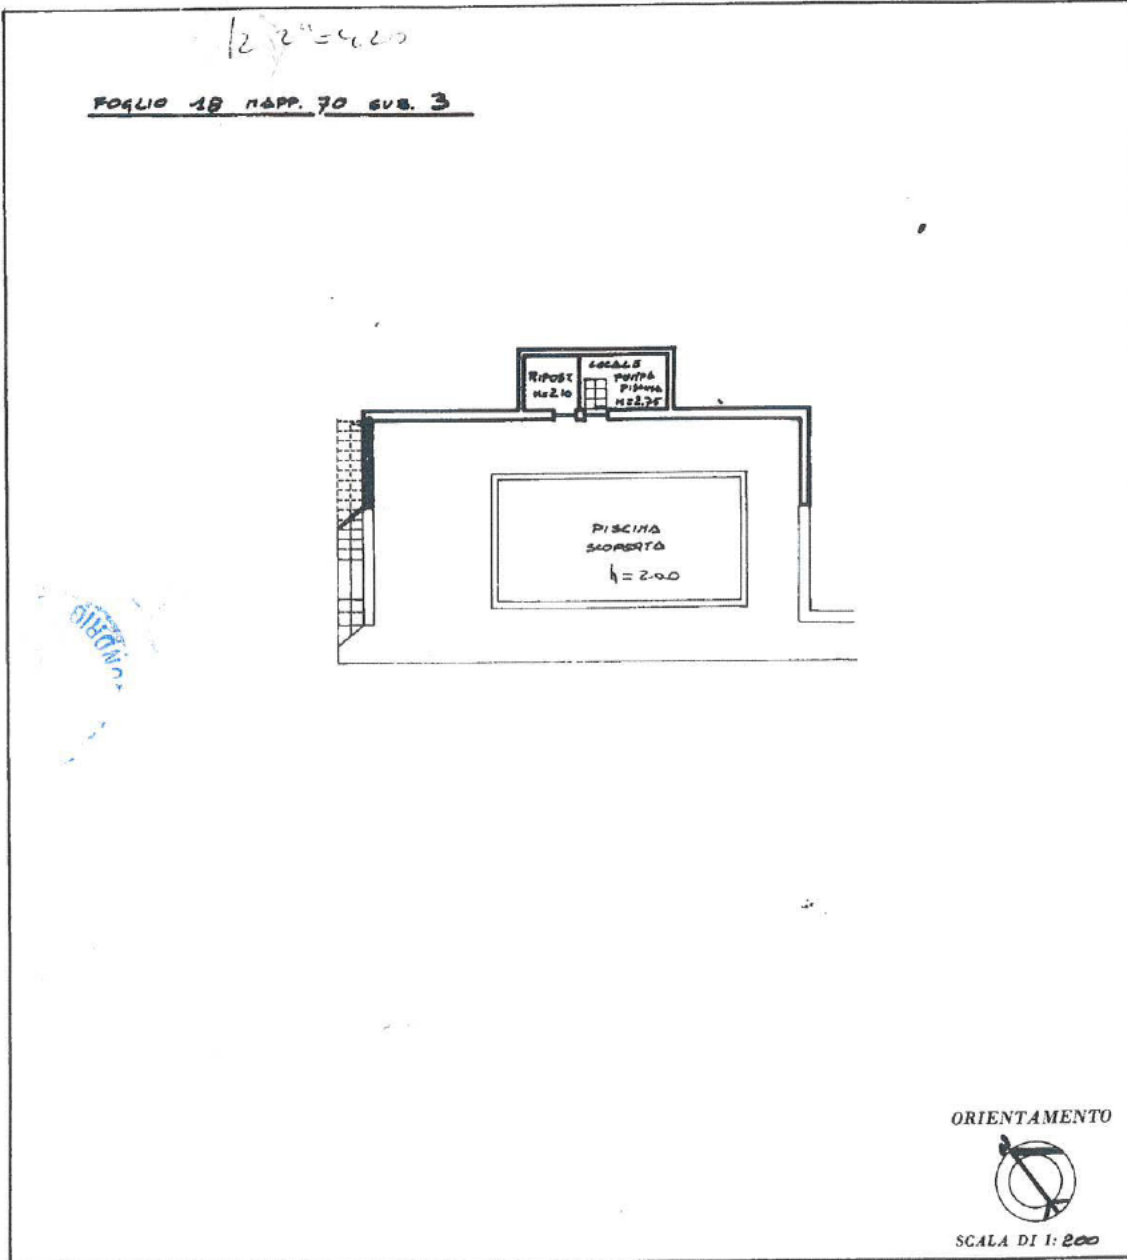 FOGLIO 18 MAPP. 70 SUB. 3
RIPOST.
H=2.10
LOCALE
POMPA
PISCINA
H=2.75
PISCINA
SCOPERTA
h=2.00
ORIENTAMENTO
SCALA DI 1:200